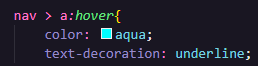 nav > a:hover{
color: aqua;
text-decoration: underline;